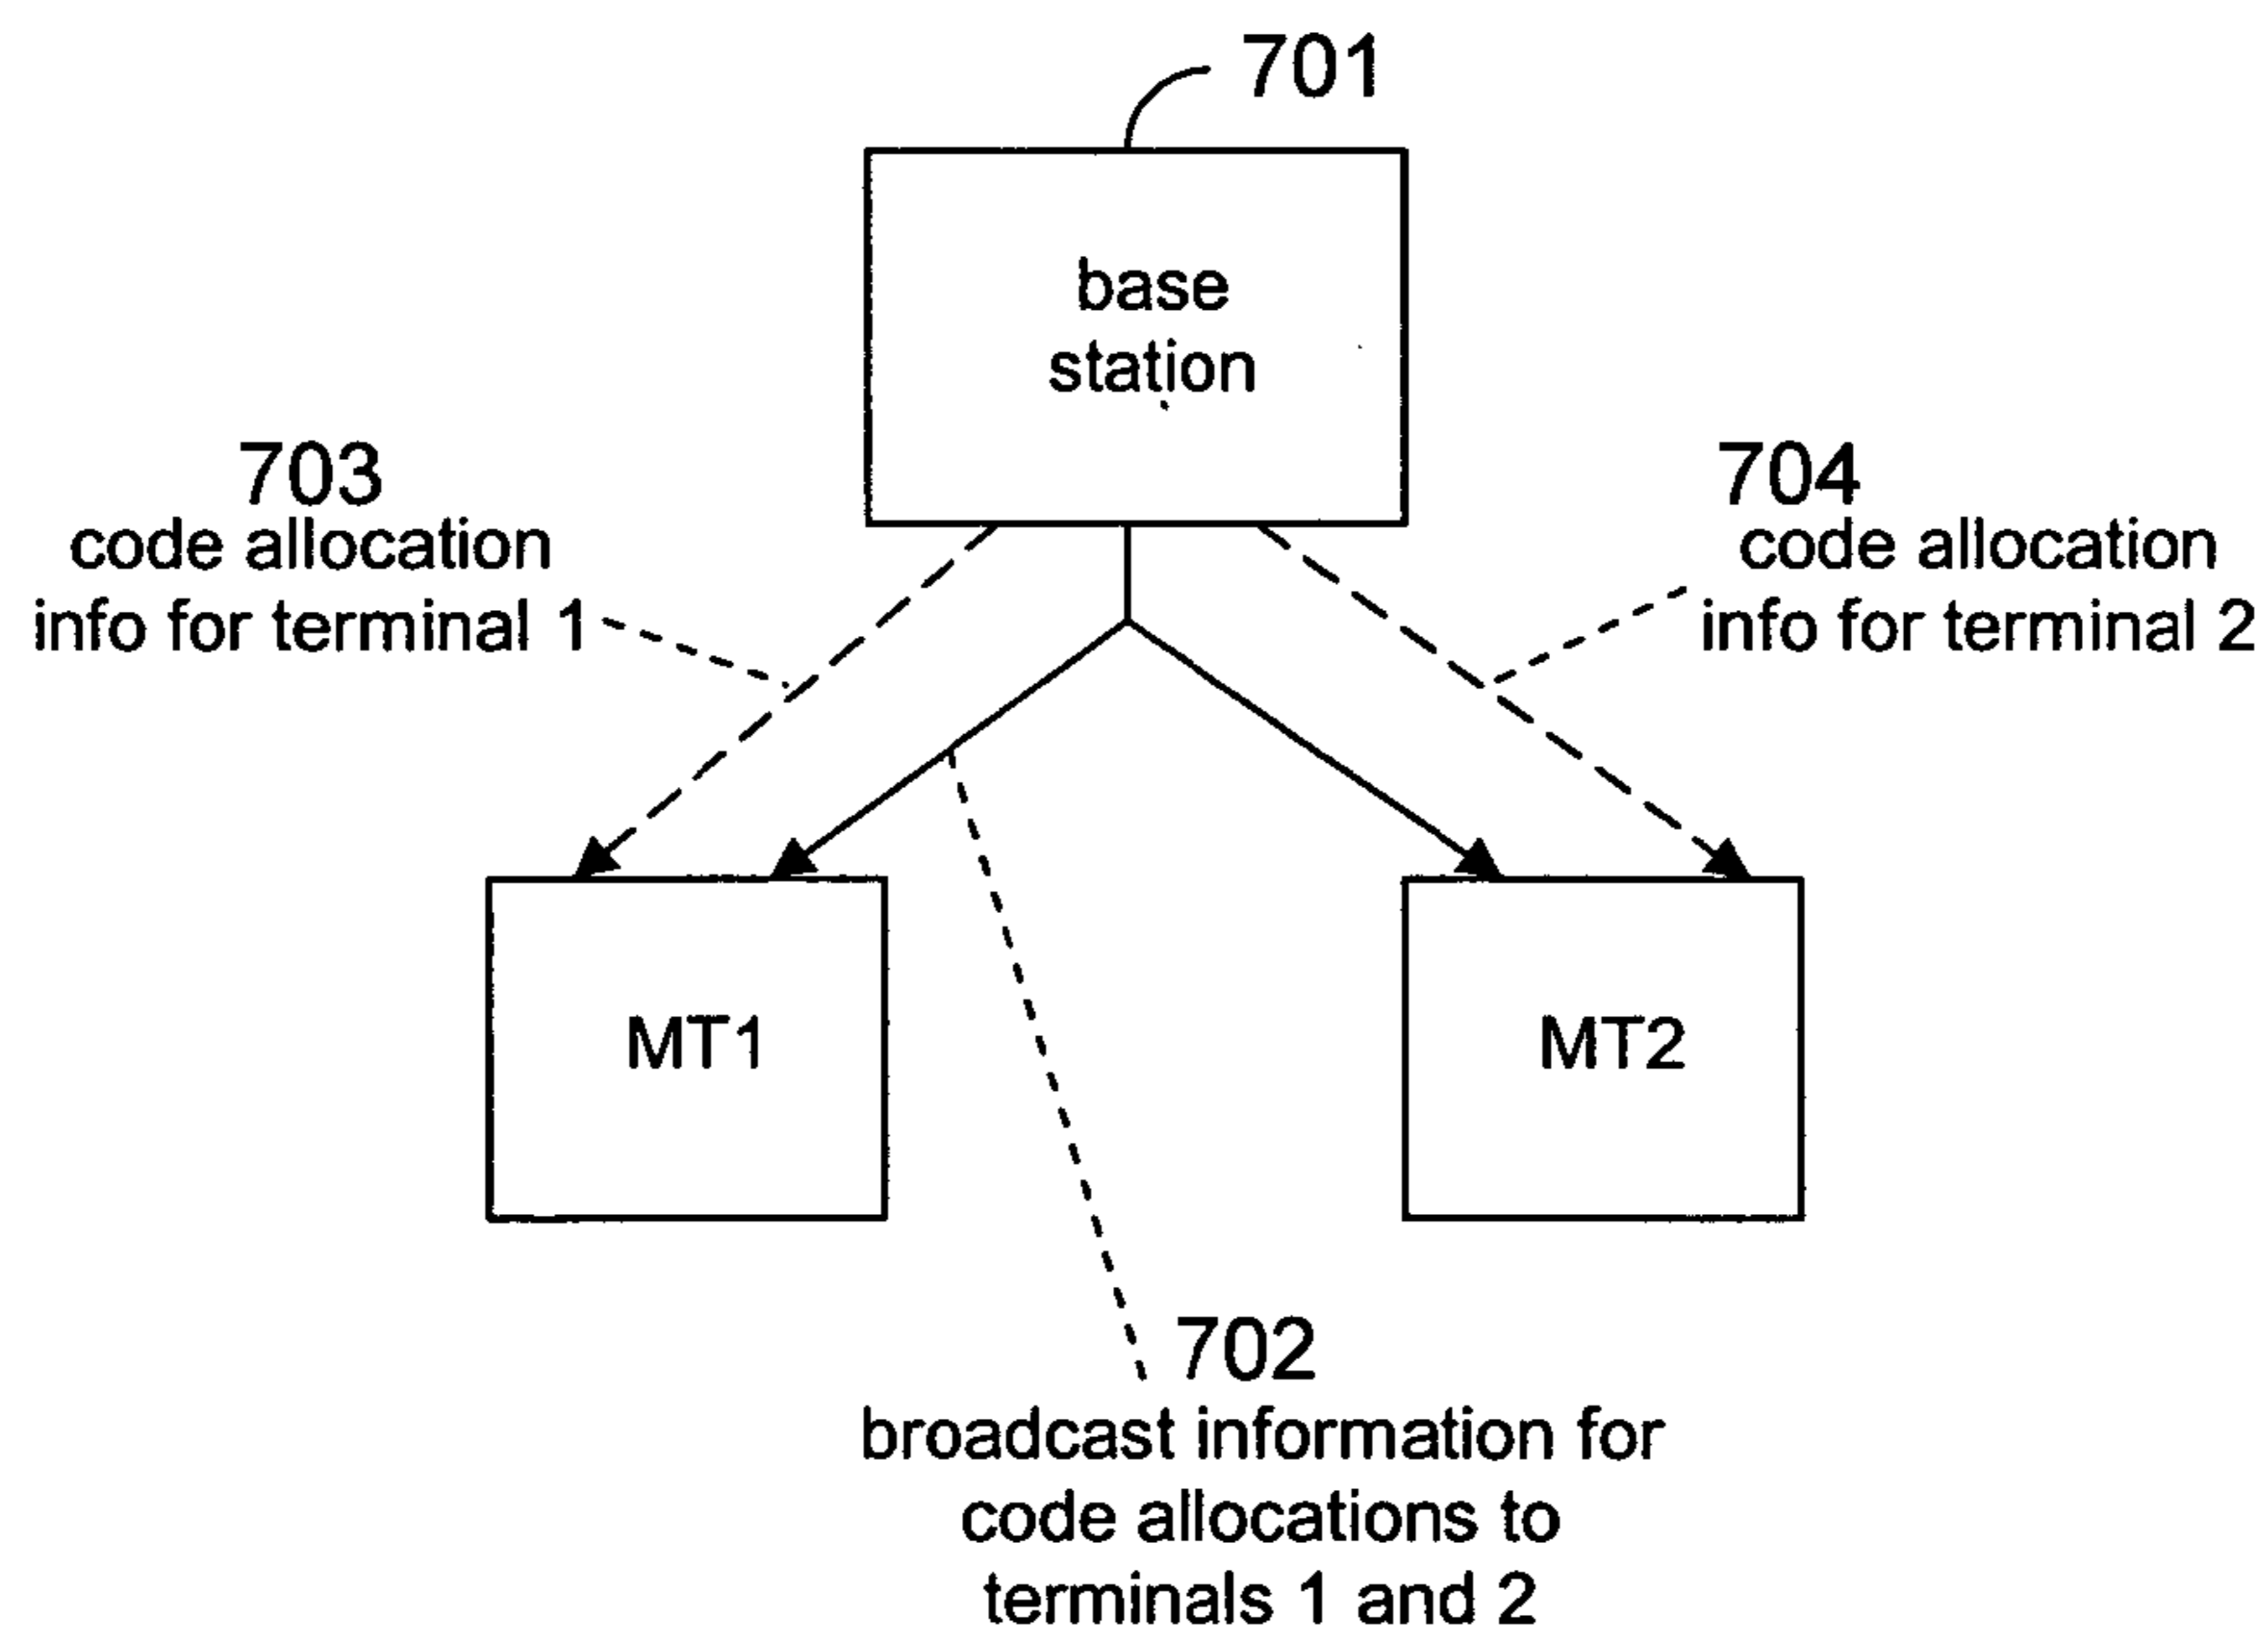 701
base
station
703
code allocation
info for terminal 1
704
code allocation
info for terminal 2
MT1
MT2
702
broadcast information for
code allocations to
terminals 1 and 2